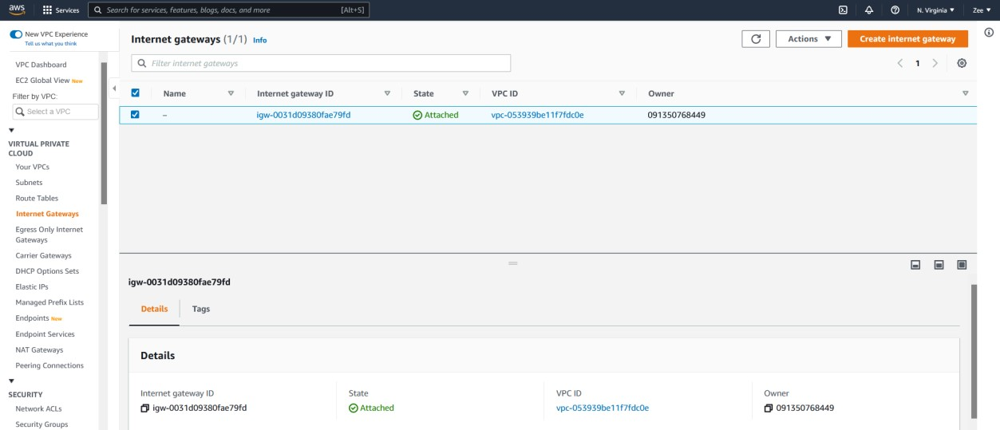 aws Services Search for services, features, blogs, docs, and more [Alt+S] N. Virginia Zee
New VPC Experience
Tell us what you think
VPC Dashboard
EC2 Global View New
Filter by VPC:
Select a VPC
VIRTUAL PRIVATE
CLOUD
Your VPCs
Subnets
Route Tables
Internet Gateways
Egress Only Internet
Gateways
Carrier Gateways
DHCP Options Sets
Elastic IPs
Managed Prefix Lists
Endpoints New
Endpoint Services
NAT Gateways
Peering Connections
SECURITY
Network ACLs
Security Groups
Internet gateways (1/1) Info
Actions Create internet gateway
Filter internet gateways
1
Name Internet gateway ID State VPC ID Owner
– igw-0031d09380fae79fd Attached vpc-053939be11f7fdc0e 091350768449
igw-0031d09380fae79fd
Details Tags
Details
Internet gateway ID State VPC ID Owner
igw-0031d09380fae79fd Attached vpc-053939be11f7fdc0e 091350768449